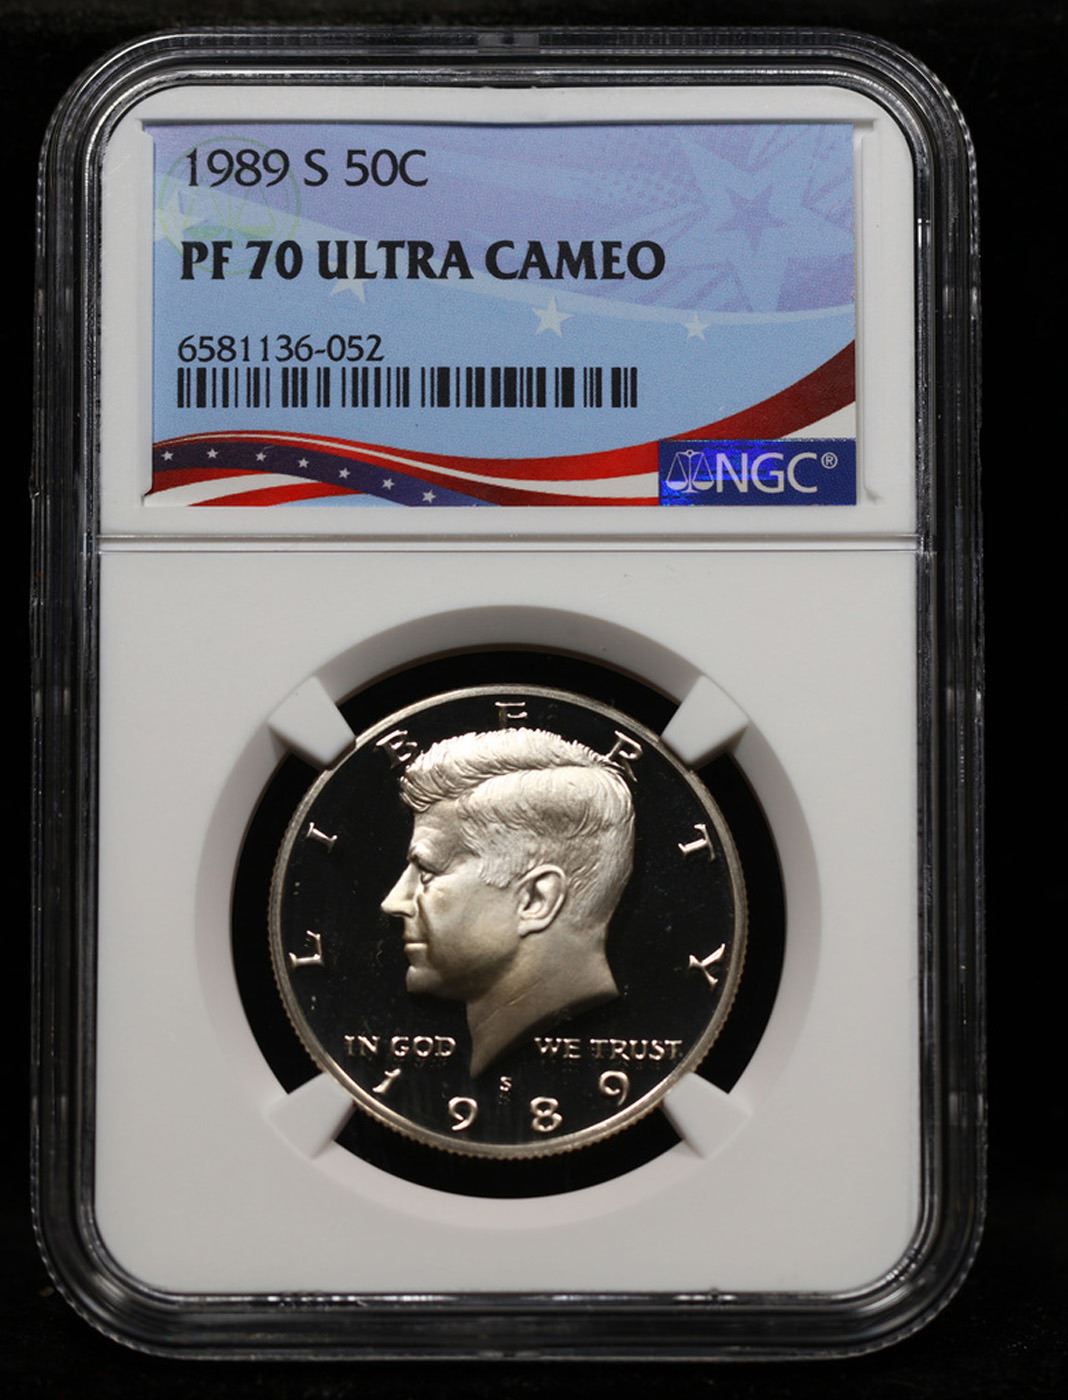 1989 S 50C
PF 70 ULTRA CAMEO
6581136-052
NGC®
LIBERTY
IN GOD WE TRUST
S
1989